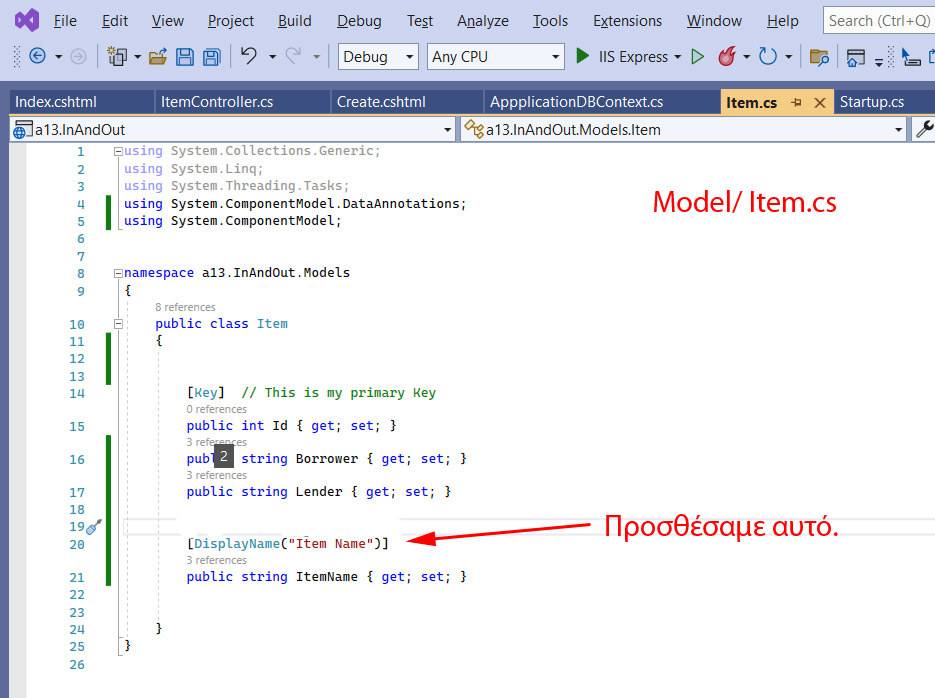 File Edit View Project Build Debug Test Analyze Tools Extensions Window Help Search (Ctrl+Q)
Debug Any CPU IIS Express
Index.cshtml ItemController.cs Create.cshtml AppplicationDBContext.cs Item.cs Startup.cs
a13.InAndOut a13.InAndOut.Models.Item
1 using System.Collections.Generic;
2 using System.Linq;
3 using System.Threading.Tasks;
Model/ Item.cs
4 using System.ComponentModel.DataAnnotations;
5 using System.ComponentModel;
6
7
8 namespace a13.InAndOut.Models
9 {
8 references
10 public class Item
11 {
12
13
14 [Key] // This is my primary Key
0 references
15 public int Id { get; set; }
3 references
16 pub 2 string Borrower { get; set; }
3 references
17 public string Lender { get; set; }
18
19
Προσθέσαμε αυτό.
20 [DisplayName("Item Name")]
3 references
21 public string ItemName { get; set; }
22
23
24 }
25 }
26